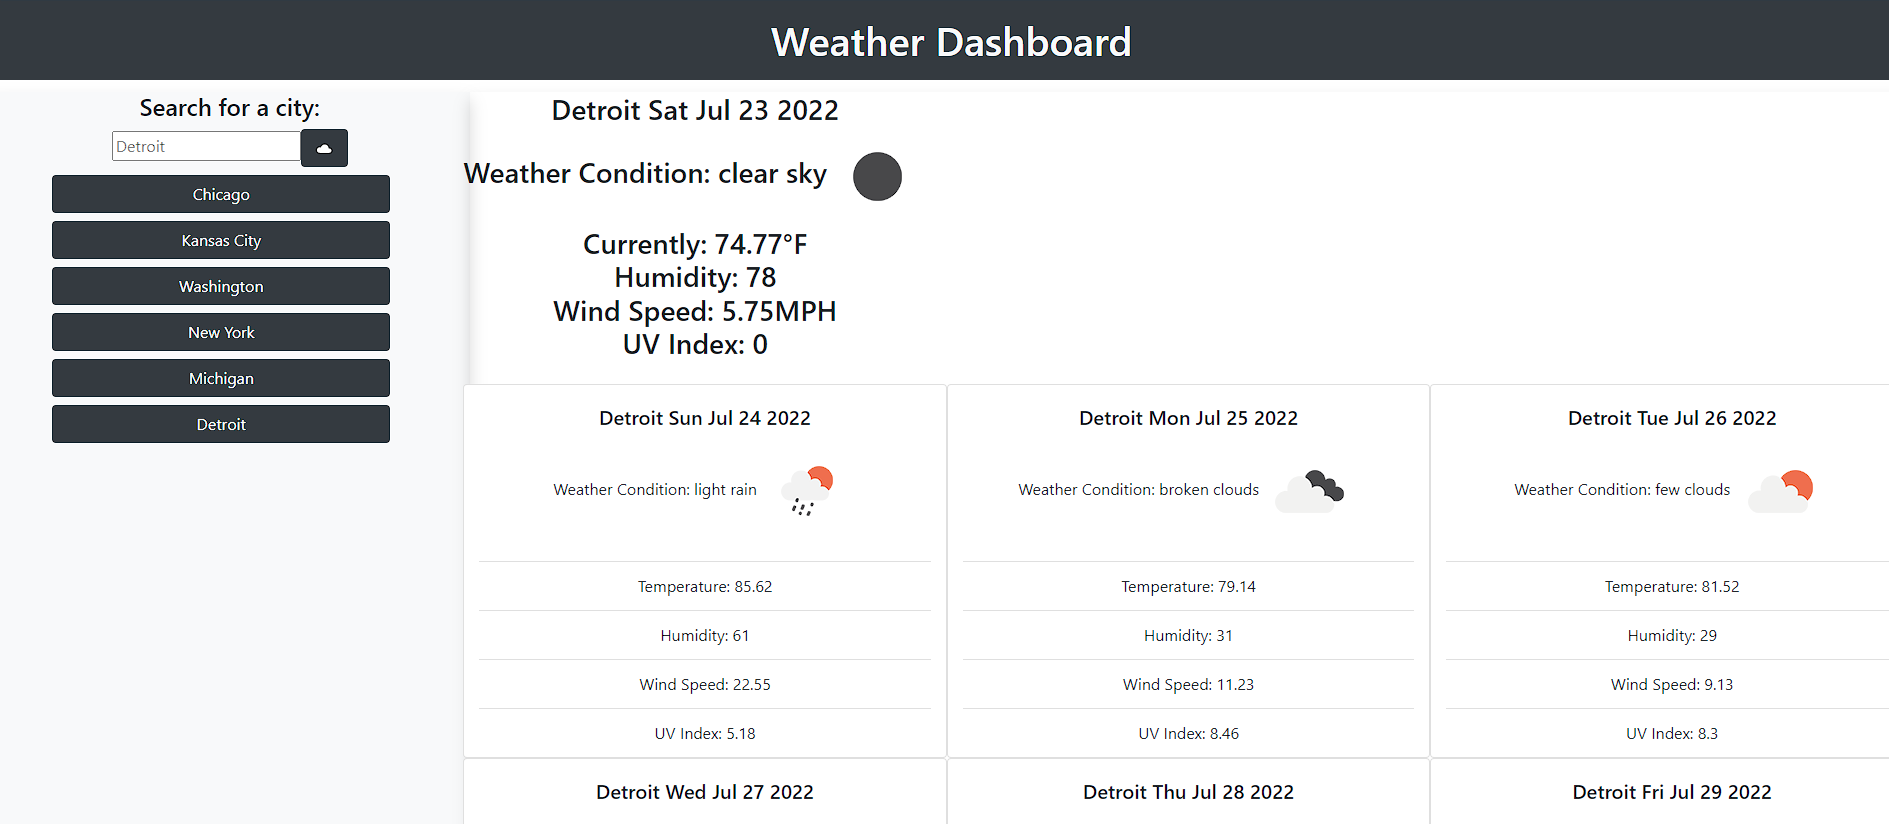 Weather Dashboard
Search for a city:
Detroit
Chicago
Kansas City
Washington
New York
Michigan
Detroit
Detroit Sat Jul 23 2022
Weather Condition: clear sky
Currently: 74.77°F
Humidity: 78
Wind Speed: 5.75MPH
UV Index: 0
Detroit Sun Jul 24 2022
Weather Condition: light rain
Temperature: 85.62
Humidity: 61
Wind Speed: 22.55
UV Index: 5.18
Detroit Mon Jul 25 2022
Weather Condition: broken clouds
Temperature: 79.14
Humidity: 31
Wind Speed: 11.23
UV Index: 8.46
Detroit Tue Jul 26 2022
Weather Condition: few clouds
Temperature: 81.52
Humidity: 29
Wind Speed: 9.13
UV Index: 8.3
Detroit Wed Jul 27 2022
Detroit Thu Jul 28 2022
Detroit Fri Jul 29 2022